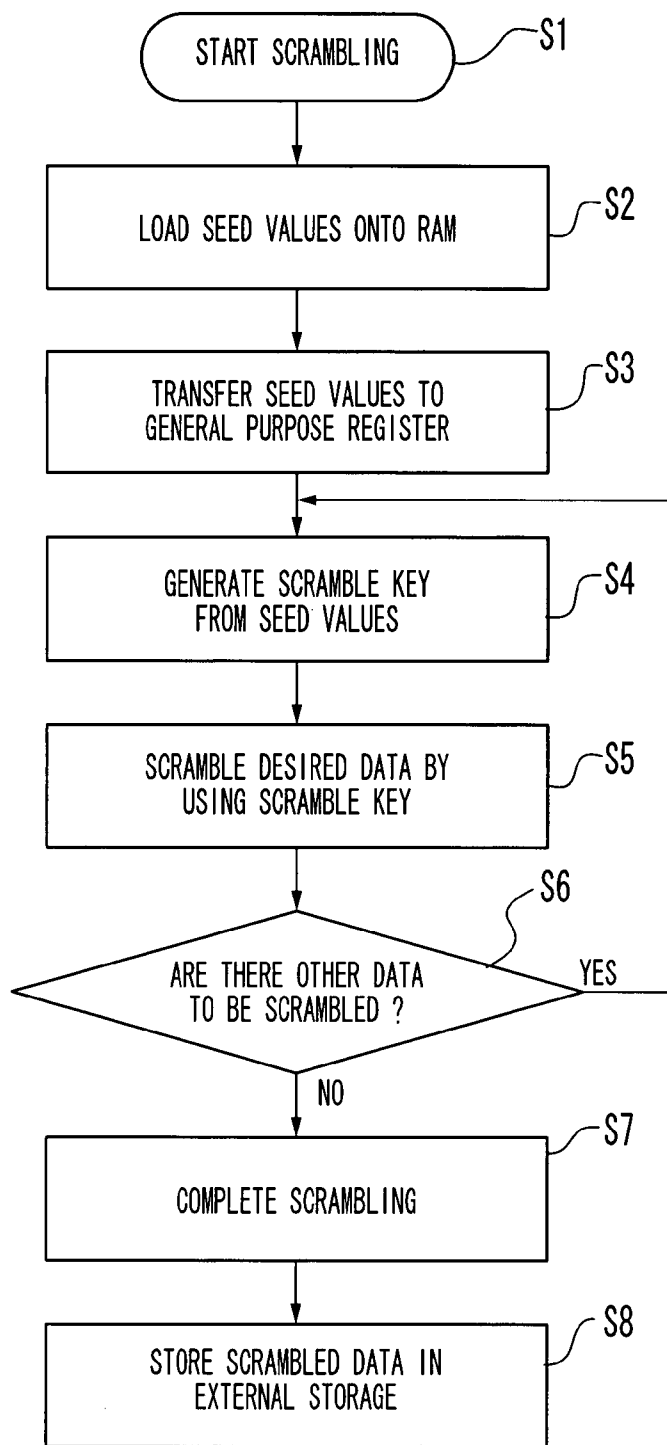 START SCRAMBLING
S1
LOAD SEED VALUES ONTO RAM
S2
TRANSFER SEED VALUES TO
GENERAL PURPOSE REGISTER
S3
GENERATE SCRAMBLE KEY
FROM SEED VALUES
S4
SCRAMBLE DESIRED DATA BY
USING SCRAMBLE KEY
S5
S6
ARE THERE OTHER DATA
TO BE SCRAMBLED ?
YES
NO
S7
COMPLETE SCRAMBLING
S8
STORE SCRAMBLED DATA IN
EXTERNAL STORAGE